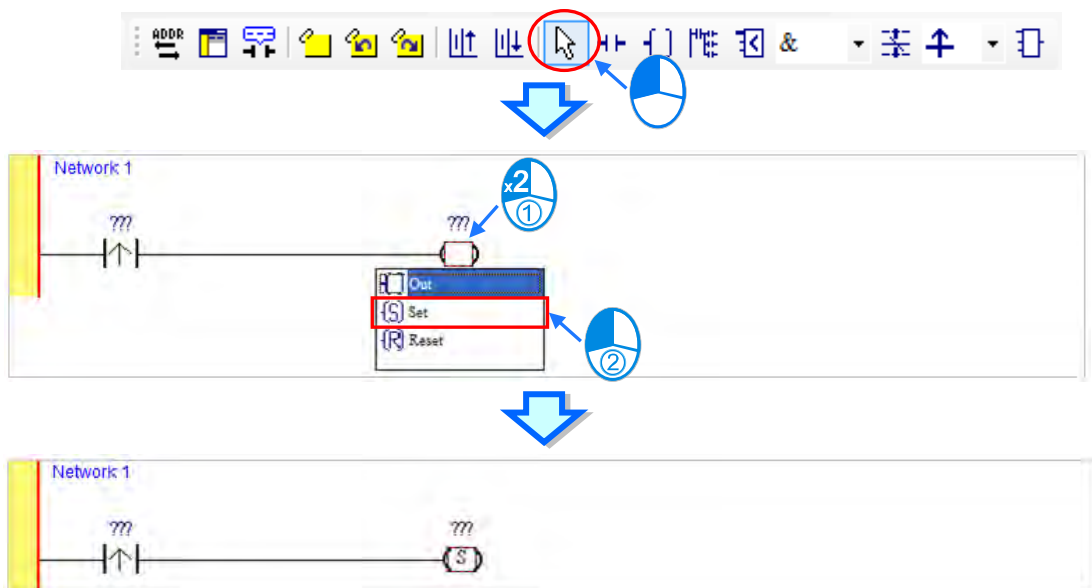 ADDR
&
Network 1
x2
①
??? ???
Out
{S} Set
{R} Reset
②
Network 1
??? ???
S